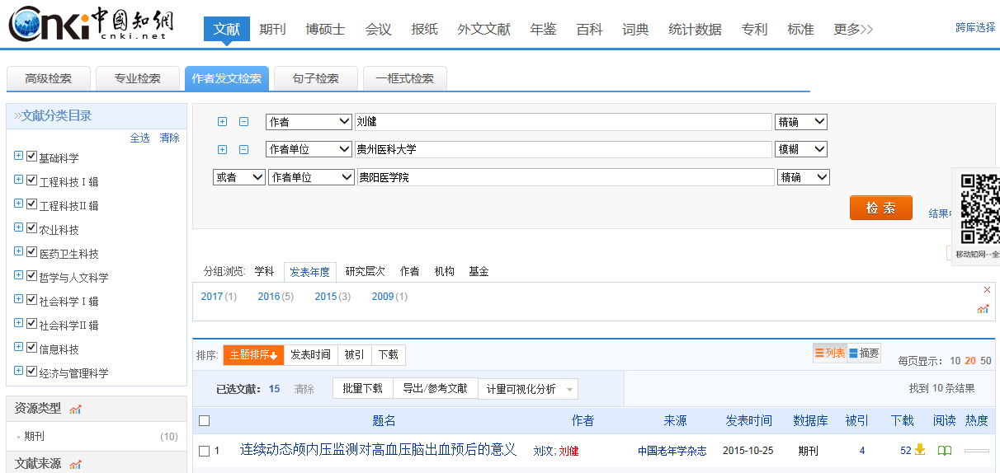 Cnki 中國知網
cnki.net
文献 期刊 博硕士 会议 报纸 外文文献 年鉴 百科 词典 统计数据 专利 标准 更多>> 跨库选择
高级检索 专业检索 作者发文检索 句子检索 一框式检索
»文献分类目录
全选 清除
基础科学
工程科技Ⅰ辑
工程科技Ⅱ辑
农业科技
医药卫生科技
哲学与人文科学
社会科学Ⅰ辑
社会科学Ⅱ辑
信息科技
经济与管理科学
资源类型
期刊 (10)
文献来源
作者 刘健 精确
作者单位 贵州医科大学 模糊
或者 作者单位 贵阳医学院 精确
检索 结果
移动知网--全
分组浏览: 学科 发表年度 研究层次 作者 机构 基金
2017 (1) 2016 (5) 2015 (3) 2009 (1)
排序: 主题排序 发表时间 被引 下载 列表 摘要 每页显示: 10 20 50
已选文献: 15 清除 批量下载 导出/参考文献 计量可视化分析 找到 10 条结果
题名 作者 来源 发表时间 数据库 被引 下载 阅读 热度
1 连续动态颅内压监测对高血压脑出血预后的意义 刘汶; 刘健 中国老年学杂志 2015-10-25 期刊 4 52